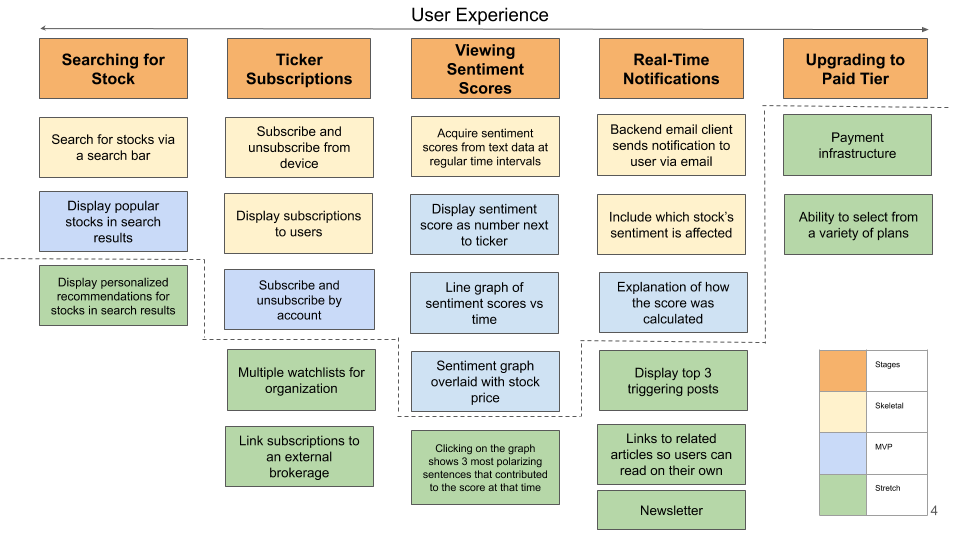 User Experience
Searching for
Stock
Ticker
Subscriptions
Viewing
Sentiment
Scores
Real-Time
Notifications
Upgrading to
Paid Tier
Search for stocks via
a search bar
Subscribe and
unsubscribe from
device
Acquire sentiment
scores from text data at
regular time intervals
Backend email client
sends notification to
user via email
Payment
infrastructure
Display popular
stocks in search
results
Display subscriptions
to users
Display sentiment
score as number next
to ticker
Include which stock's
sentiment is affected
Ability to select from
a variety of plans
Display personalized
recommendations for
stocks in search results
Subscribe and
unsubscribe by
account
Line graph of
sentiment scores vs
time
Explanation of how
the score was
calculated
Multiple watchlists for
organization
Sentiment graph
overlaid with stock
price
Display top 3
triggering posts
Link subscriptions to
an external
brokerage
Clicking on the graph
shows 3 most polarizing
sentences that contributed
to the score at that time
Links to related
articles so users can
read on their own
Newsletter
Stages
Skeletal
MVP
Stretch
4